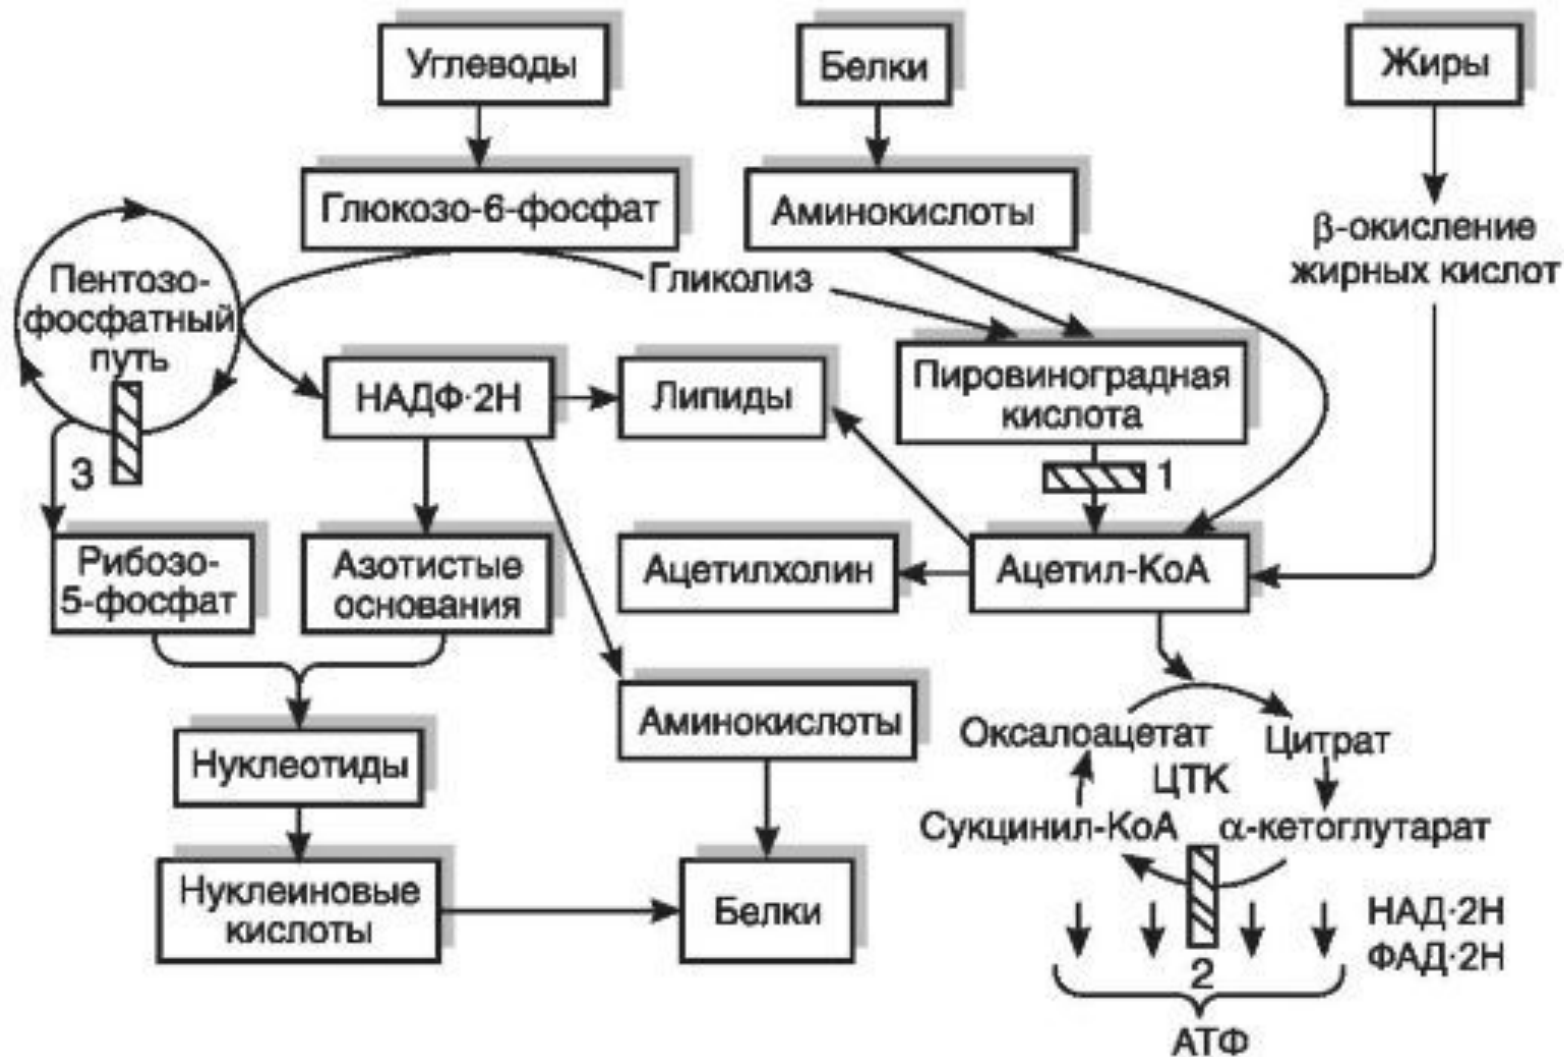 Углеводы
Белки
Жиры
Глюкозо-6-фосфат
Аминокислоты
β-окисление
жирных кислот
Гликолиз
Пентозо-
фосфатный
путь
НАДФ·2Н
Липиды
Пировиноградная
кислота
3
1
Рибозо-
5-фосфат
Азотистые
основания
Ацетилхолин
Ацетил-КоА
Аминокислоты
Оксалоацетат
Цитрат
ЦТК
Нуклеотиды
Сукцинил-КоА
α-кетоглутарат
Нуклеиновые
кислоты
Белки
НАД·2Н
ФАД·2Н
2
АТФ